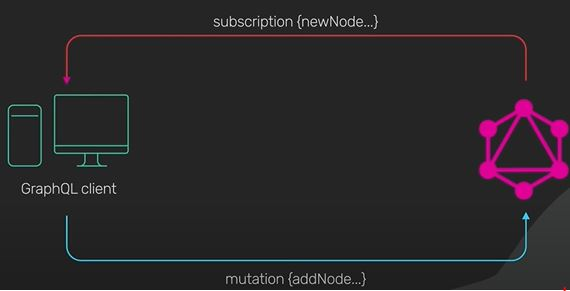 subscription {newNode...}
GraphQL client
mutation {addNode...}